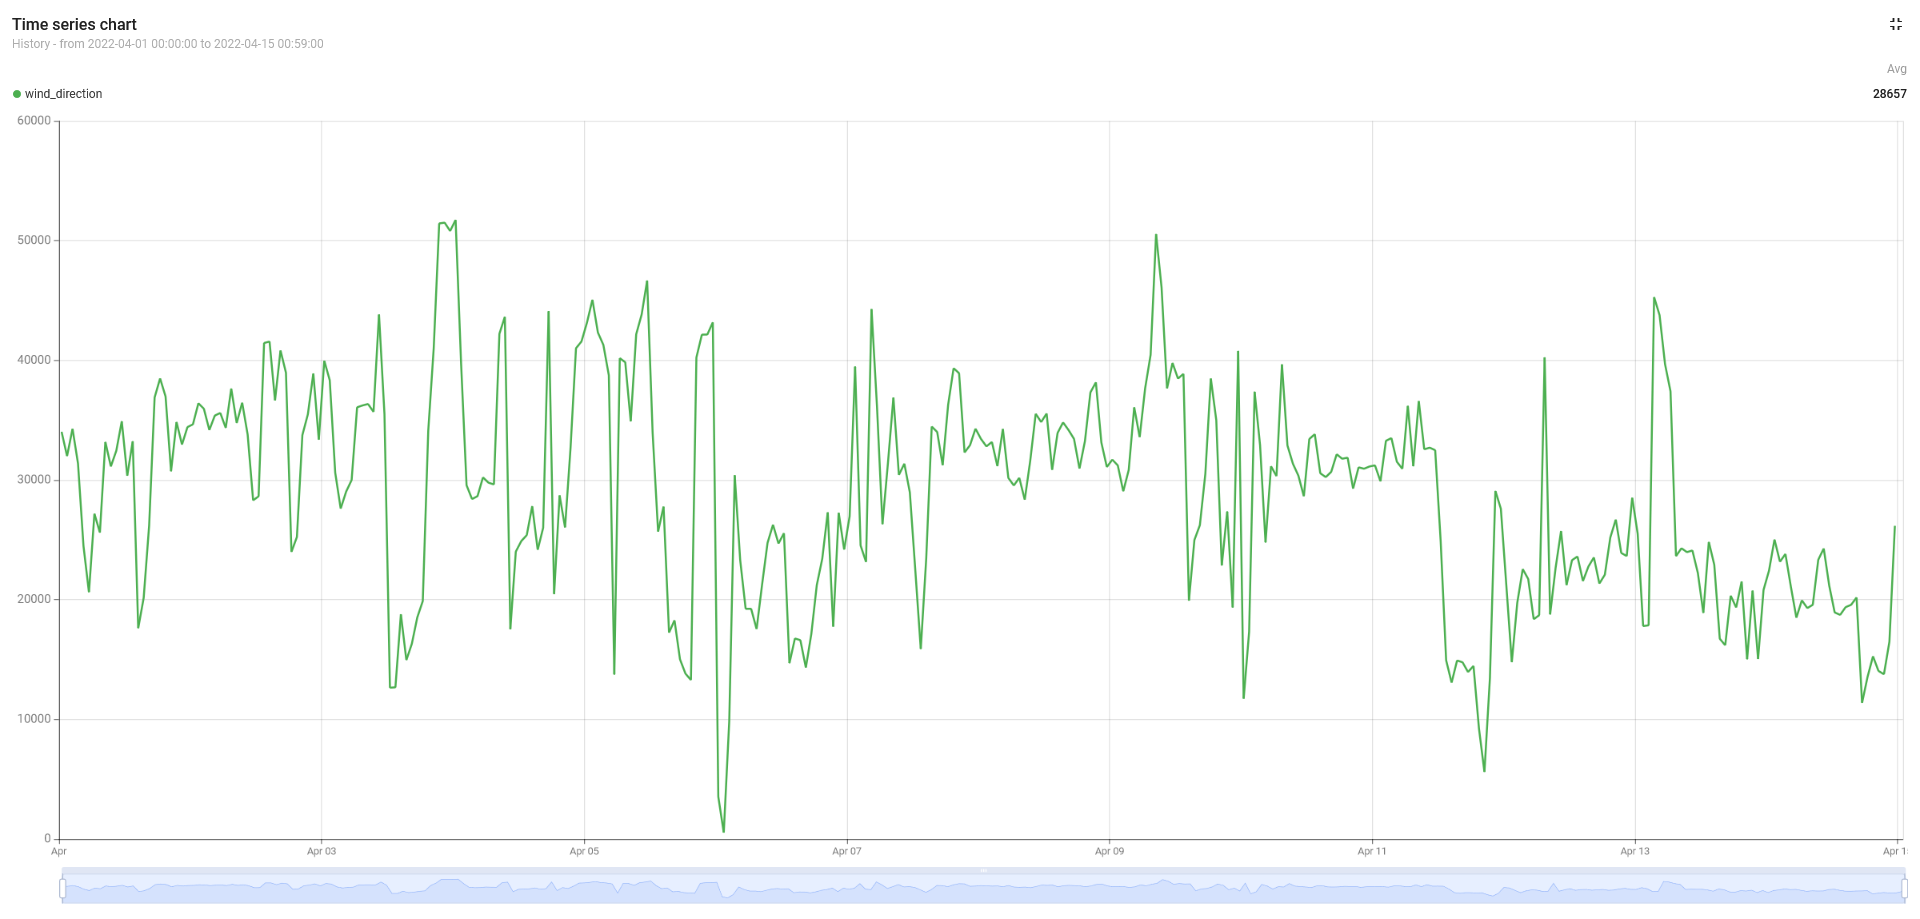 Time series chart
History - from 2022-04-01 00:00:00 to 2022-04-15 00:59:00
Avg
wind_direction 28657
60000
50000
40000
30000
20000
10000
0
Apr Apr 03 Apr 05 Apr 07 Apr 09 Apr 11 Apr 13 Apr 1